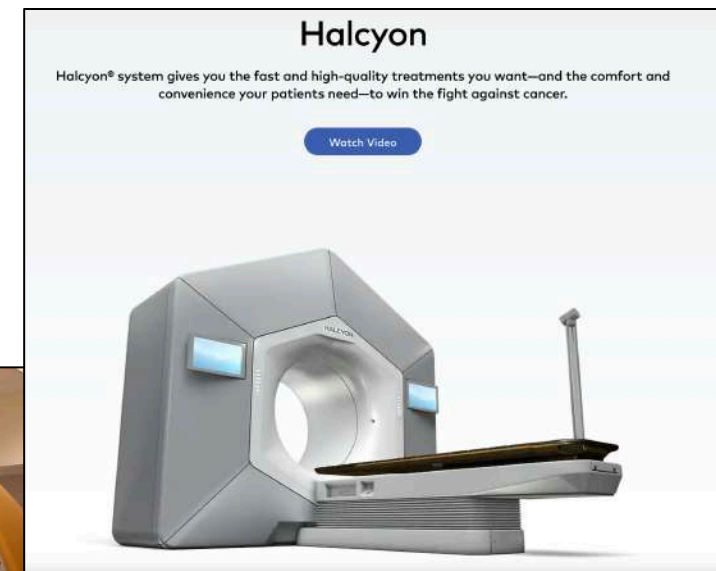 Halcyon
Halcyon® system gives you the fast and high-quality treatments you want—and the comfort and
convenience your patients need—to win the fight against cancer.
Watch Video
HALCYON